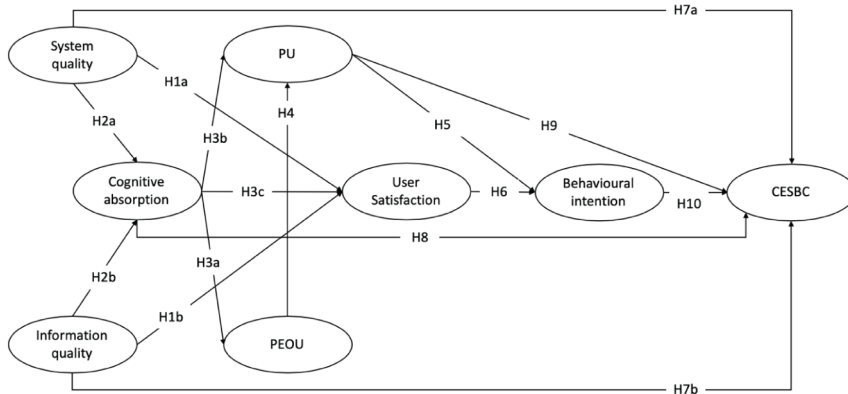 H7a
System
quality
PU
H1a
H2a
H4
H3b
H5
H9
Cognitive
absorption
H3c
User
Satisfaction
H6
Behavioural
intention
H10
CESBC
H8
H3a
H2b
H1b
Information
quality
PEOU
H7b